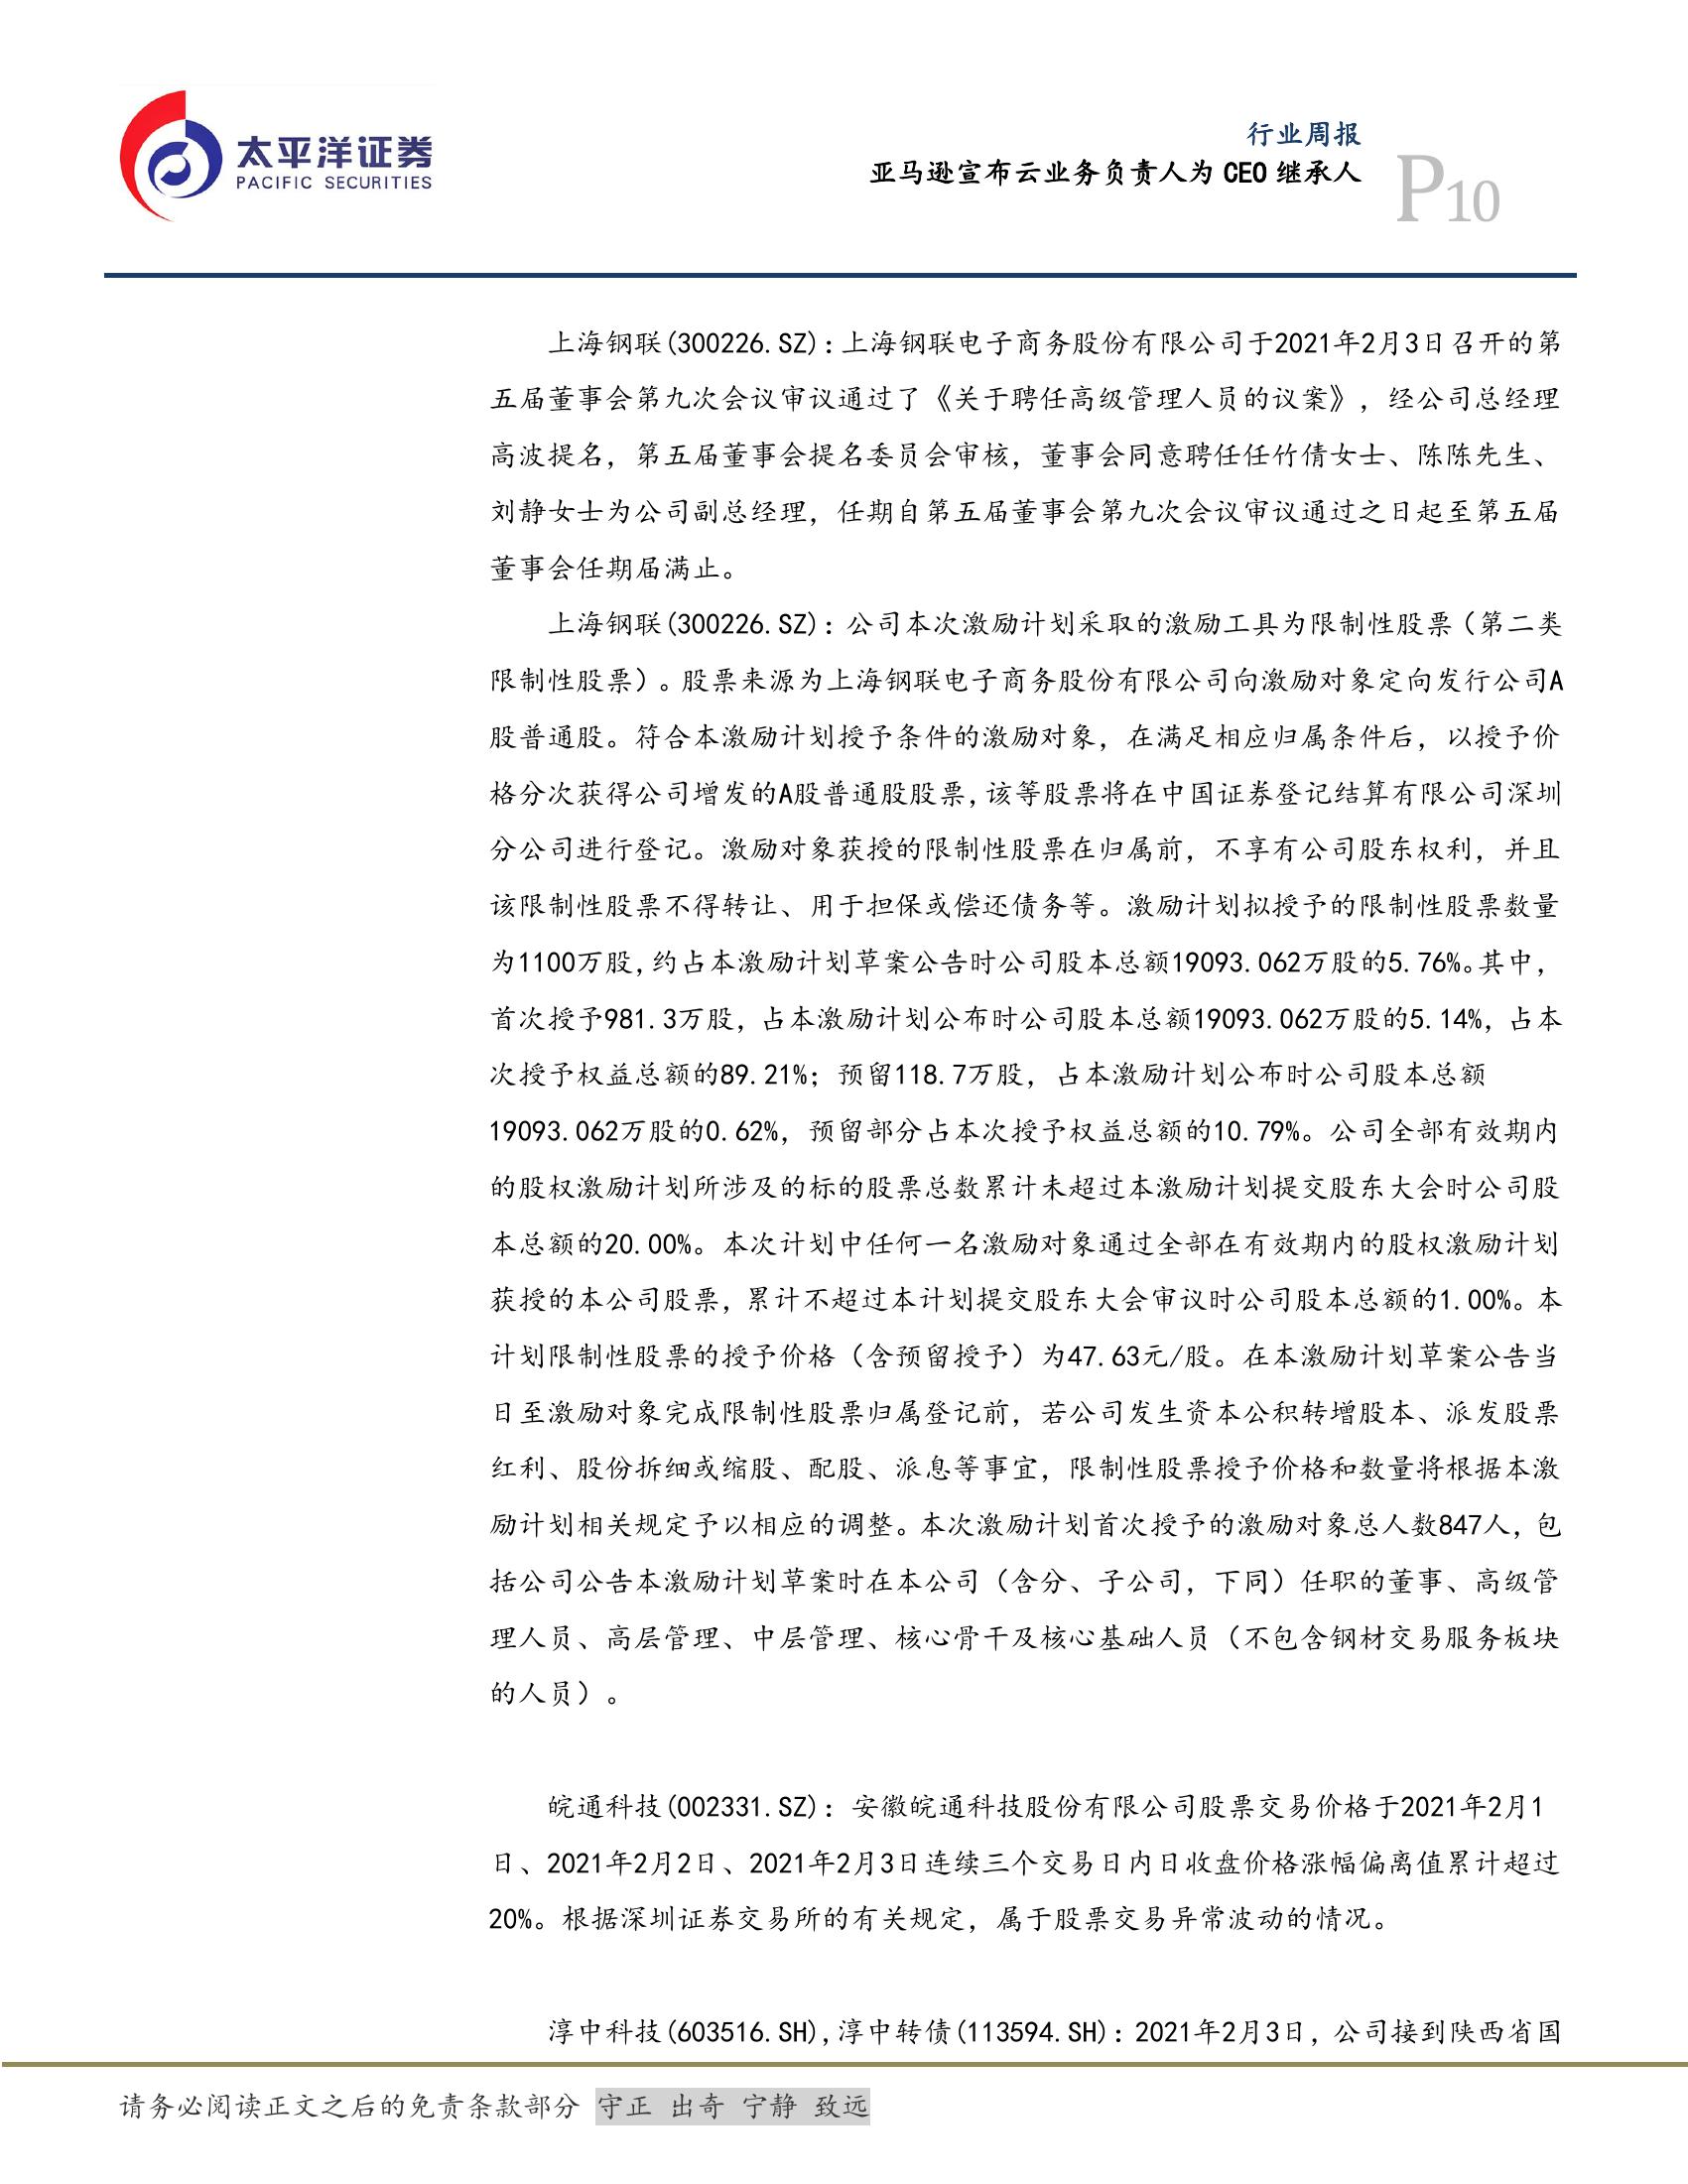 太平洋证券
PACIFIC SECURITIES
行业周报
亚马逊宣布云业务负责人为 CEO 继承人
P10
上海钢联(300226.SZ)：上海钢联电子商务股份有限公司于2021年2月3日召开的第
五届董事会第九次会议审议通过了《关于聘任高级管理人员的议案》，经公司总经理
高波提名，第五届董事会提名委员会审核，董事会同意聘任任竹倩女士、陈陈先生、
刘静女士为公司副总经理，任期自第五届董事会第九次会议审议通过之日起至第五届
董事会任期届满止。
上海钢联(300226.SZ)：公司本次激励计划采取的激励工具为限制性股票（第二类
限制性股票）。股票来源为上海钢联电子商务股份有限公司向激励对象定向发行公司A
股普通股。符合本激励计划授予条件的激励对象，在满足相应归属条件后，以授予价
格分次获得公司增发的A股普通股股票，该等股票将在中国证券登记结算有限公司深圳
分公司进行登记。激励对象获授的限制性股票在归属前，不享有公司股东权利，并且
该限制性股票不得转让、用于担保或偿还债务等。激励计划拟授予的限制性股票数量
为1100万股，约占本激励计划草案公告时公司股本总额19093.062万股的5.76%。其中，
首次授予981.3万股，占本激励计划公布时公司股本总额19093.062万股的5.14%，占本
次授予权益总额的89.21%；预留118.7万股，占本激励计划公布时公司股本总额
19093.062万股的0.62%，预留部分占本次授予权益总额的10.79%。公司全部有效期内
的股权激励计划所涉及的标的股票总数累计未超过本激励计划提交股东大会时公司股
本总额的20.00%。本次计划中任何一名激励对象通过全部在有效期内的股权激励计划
获授的本公司股票，累计不超过本计划提交股东大会审议时公司股本总额的1.00%。本
计划限制性股票的授予价格（含预留授予）为47.63元/股。在本激励计划草案公告当
日至激励对象完成限制性股票归属登记前，若公司发生资本公积转增股本、派发股票
红利、股份拆细或缩股、配股、派息等事宜，限制性股票授予价格和数量将根据本激
励计划相关规定予以相应的调整。本次激励计划首次授予的激励对象总人数847人，包
括公司公告本激励计划草案时在本公司（含分、子公司，下同）任职的董事、高级管
理人员、高层管理、中层管理、核心骨干及核心基础人员（不包含钢材交易服务板块
的人员）。
皖通科技(002331.SZ)：安徽皖通科技股份有限公司股票交易价格于2021年2月1
日、2021年2月2日、2021年2月3日连续三个交易日内日收盘价格涨幅偏离值累计超过
20%。根据深圳证券交易所的有关规定，属于股票交易异常波动的情况。
淳中科技(603516.SH),淳中转债(113594.SH)：2021年2月3日，公司接到陕西省国
请务必阅读正文之后的免责条款部分 守正 出奇 宁静 致远